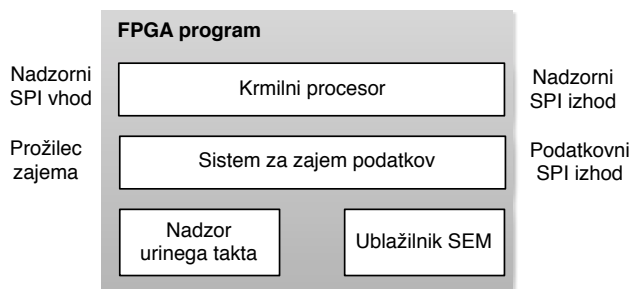 FPGA program
Nadzorni
SPI vhod
Krmilni procesor
Nadzorni
SPI izhod
Prožilec
zajema
Sistem za zajem podatkov
Podatkovni
SPI izhod
Nadzor
urinega takta
Ublažilnik SEM